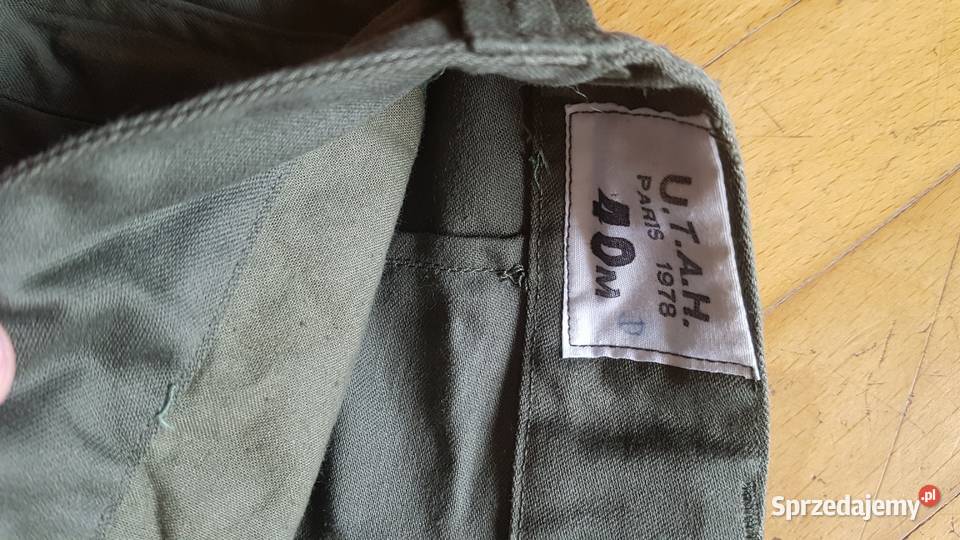 U.T.A.H.
PARIS 1978
40M
Sprzedajemy.pl